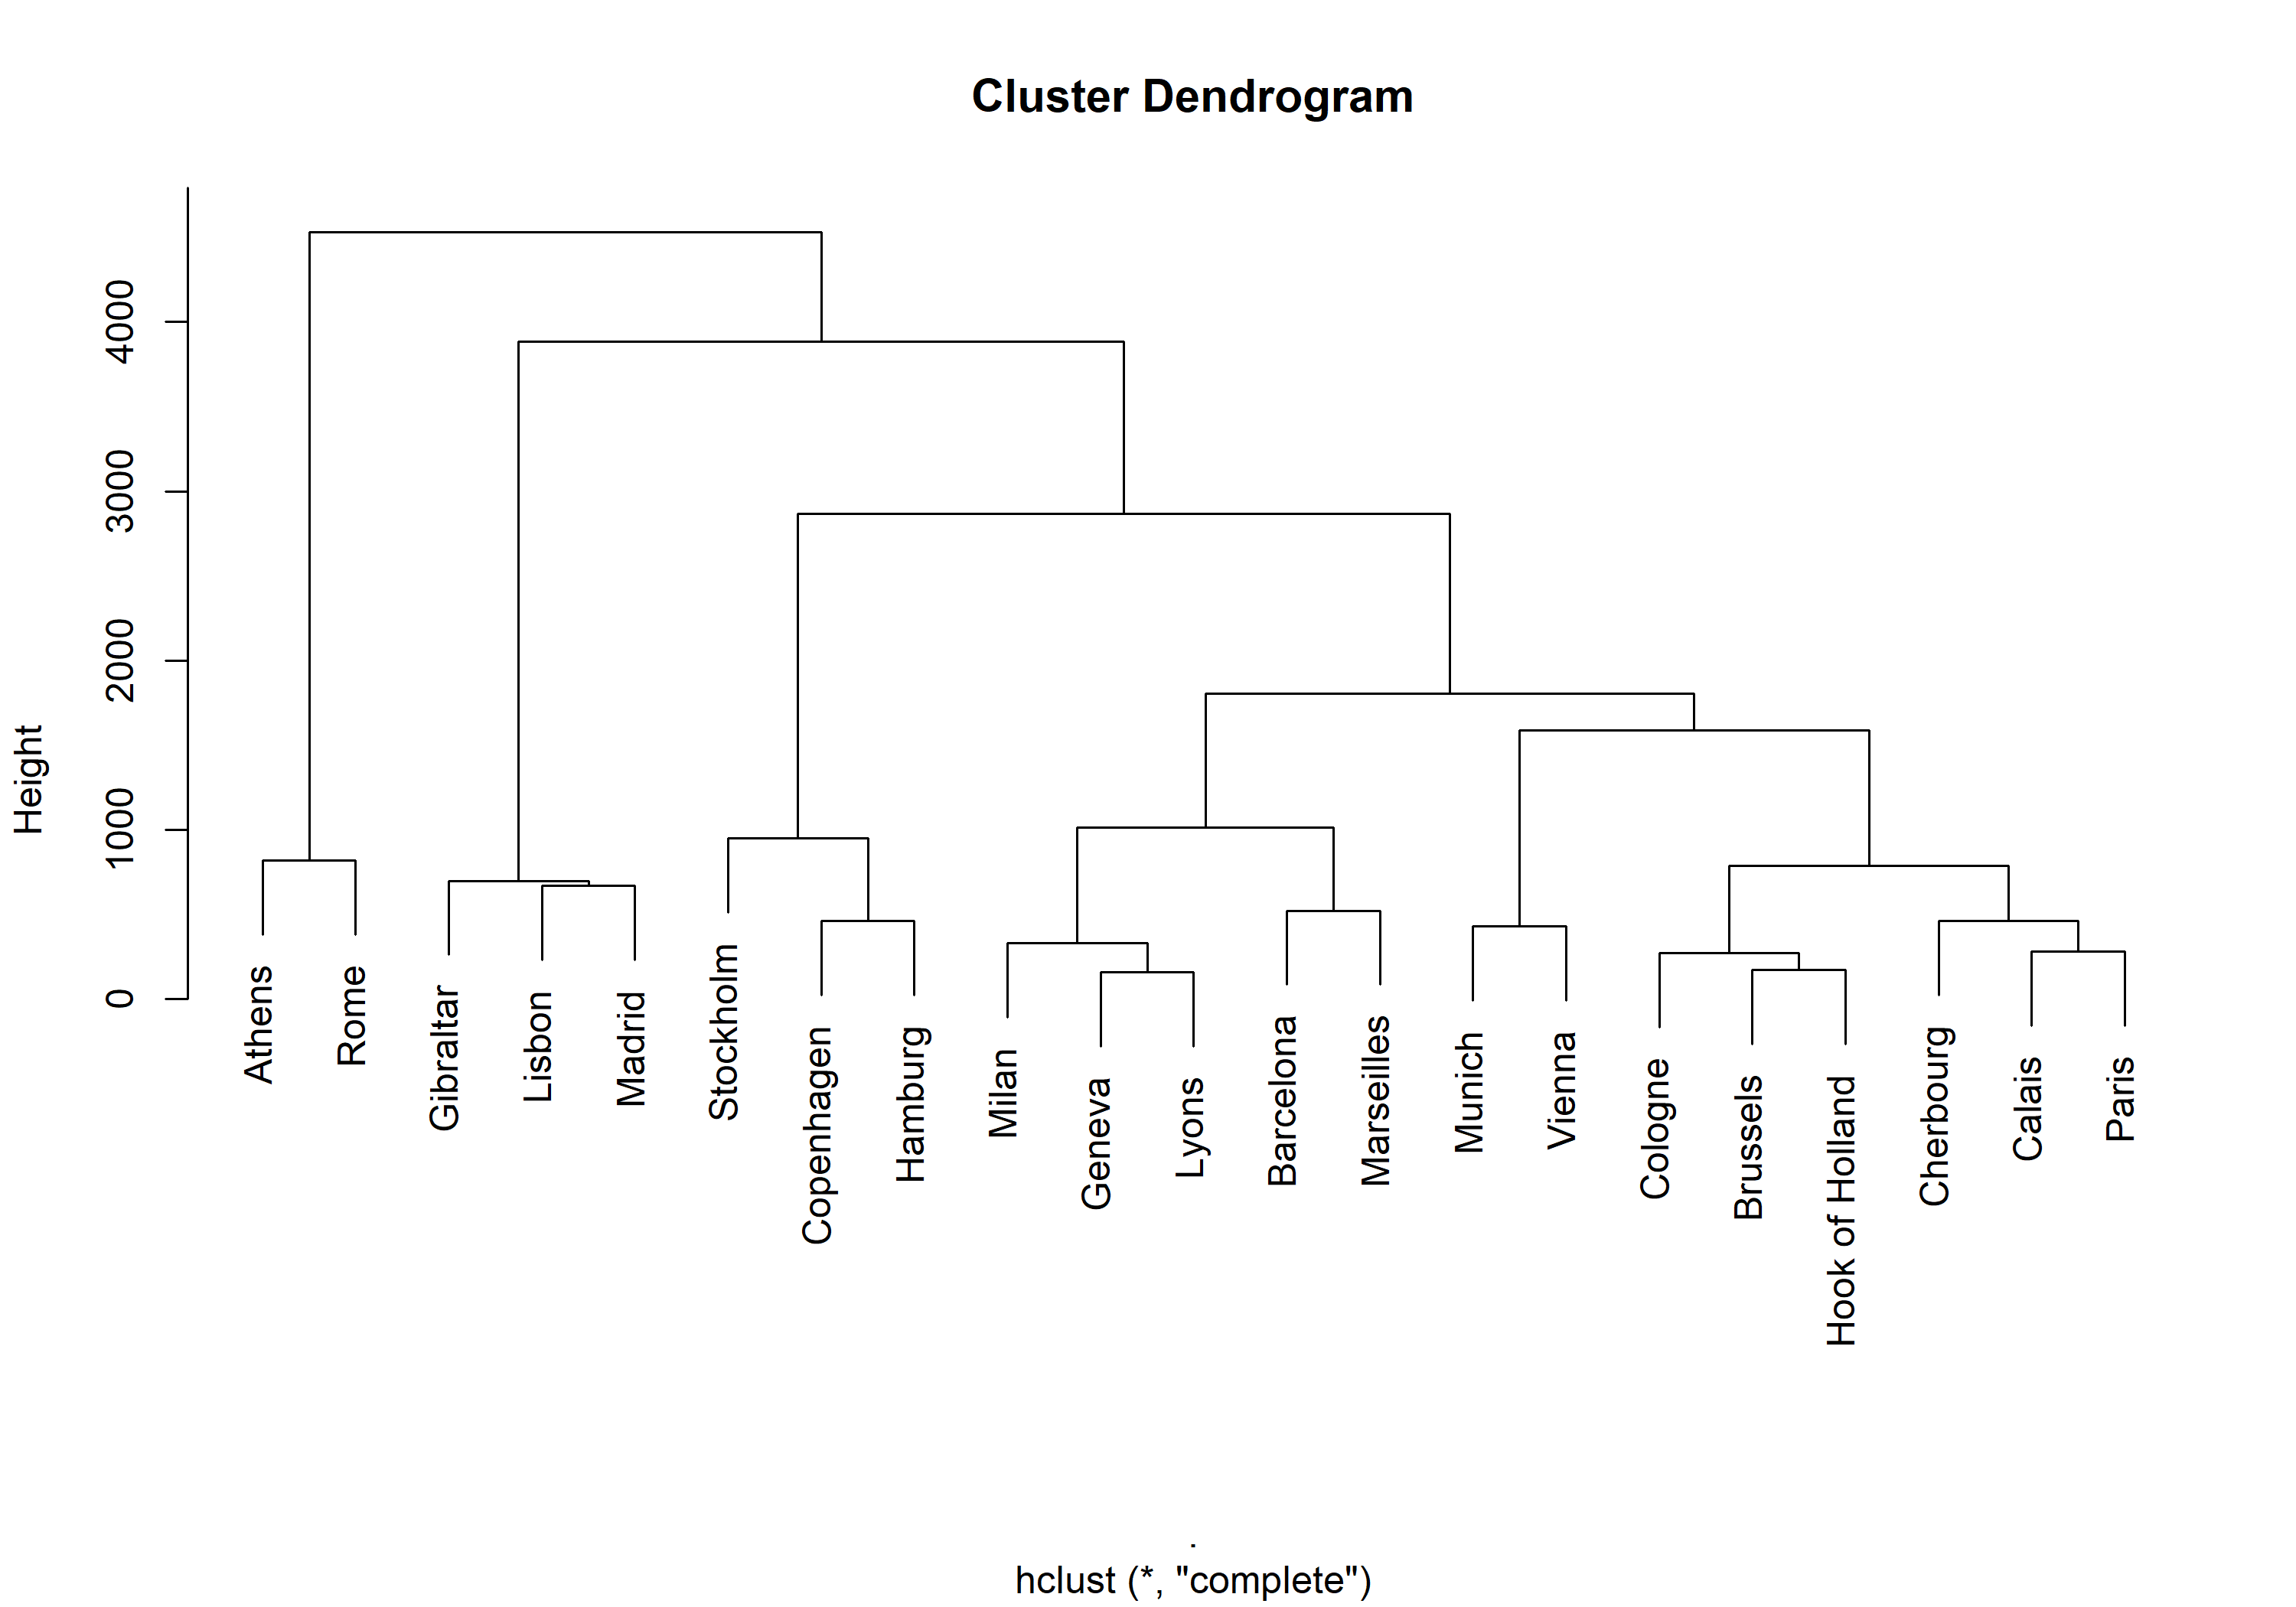 Cluster Dendrogram
Height
4000
3000
2000
1000
0
Athens
Rome
Gibraltar
Lisbon
Madrid
Stockholm
Copenhagen
Hamburg
Milan
Geneva
Lyons
Barcelona
Marseilles
Munich
Vienna
Cologne
Brussels
Hook of Holland
Cherbourg
Calais
Paris
.
hclust (*, "complete")